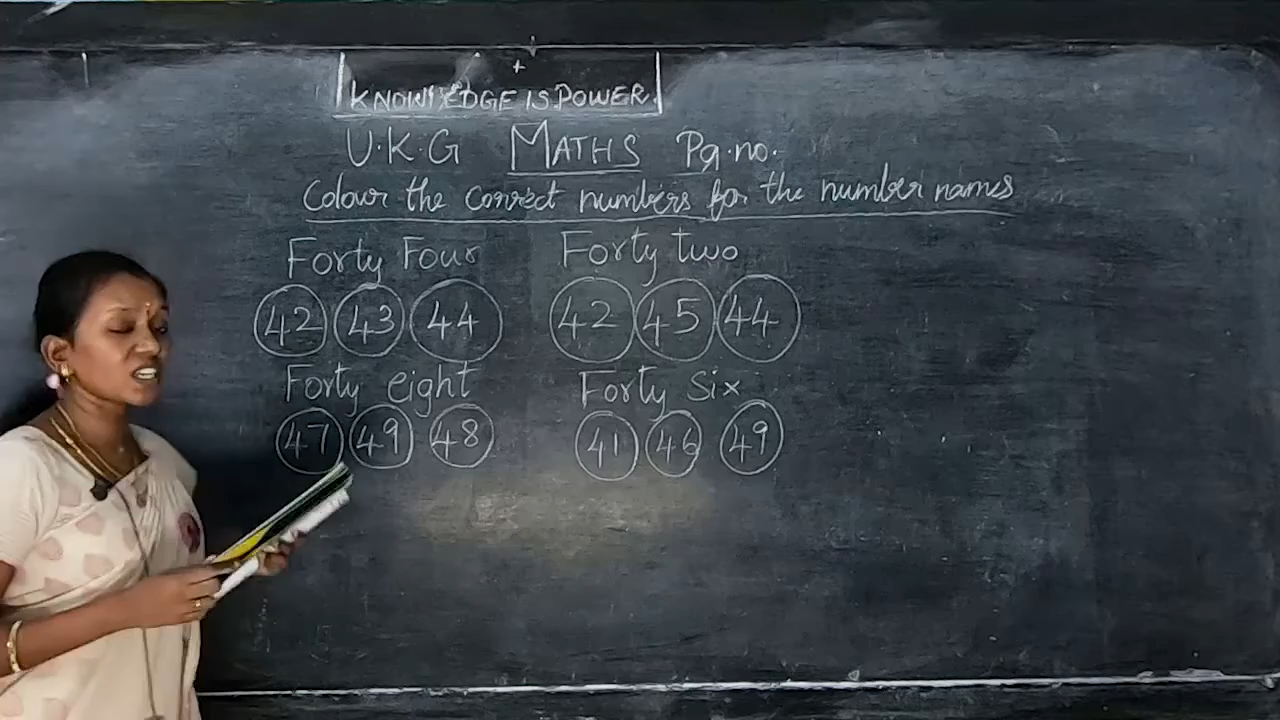 KNOWLEDGE IS POWER.
U.K.G MATHS Pg.no.
Colour the correct numbers for the number names
Forty Four Forty two
42 43 44 42 45 44
Forty eight Forty six
47 49 48 41 46 49